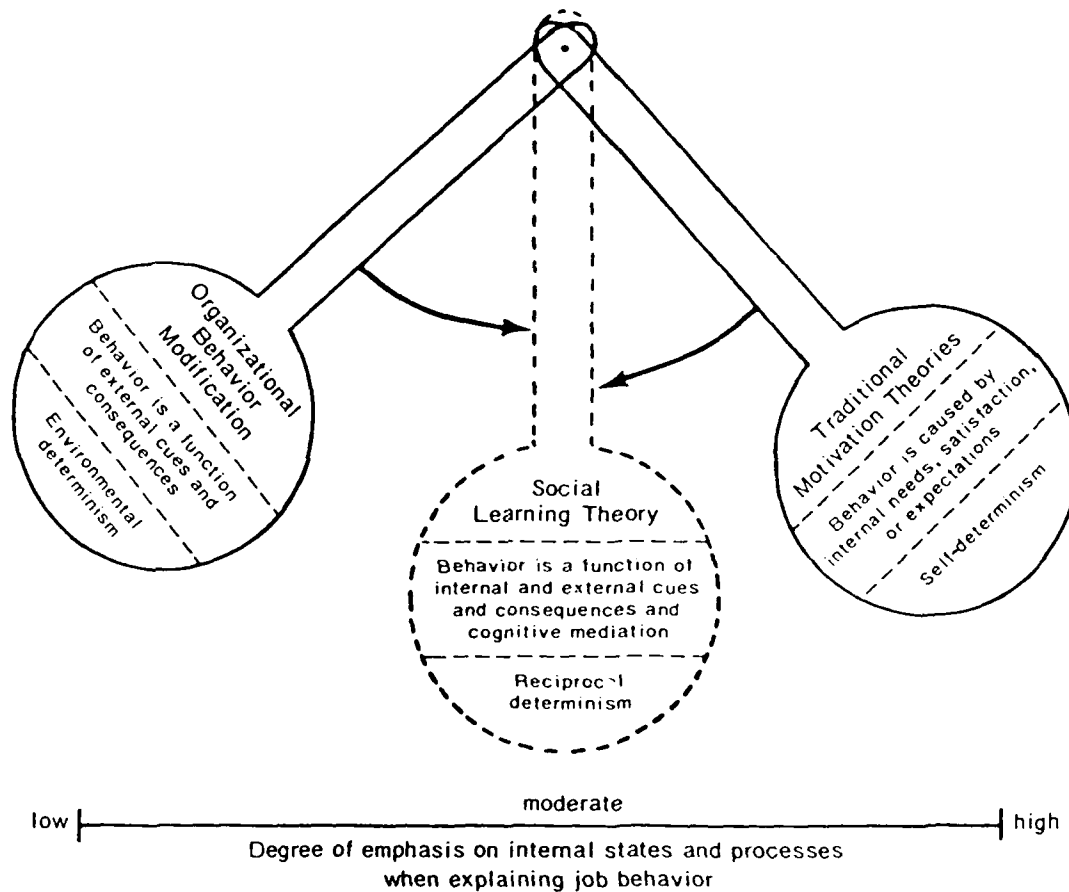 Organizational
Behavior
Modification
Behavior is a function
of external cues and
consequences
Environmental
determinism
Social
Learning Theory
Behavior is a function of
internal and external cues
and consequences and
cognitive mediation
Reciprocal
determinism
Traditional
Motivation Theories
Behavior is caused by
internal needs, satisfaction,
or expectations
Self-determinism
low
moderate
high
Degree of emphasis on internal states and processes
when explaining job behavior